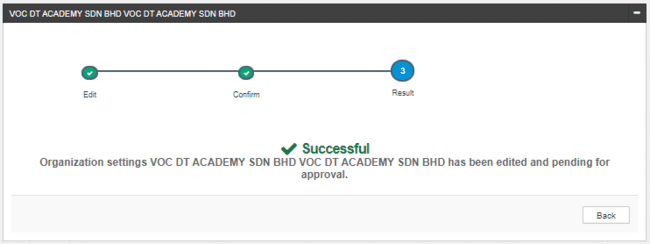 VOC DT ACADEMY SDN BHD VOC DT ACADEMY SDN BHD
3
Edit
Confirm
Result
Successful
Organization settings VOC DT ACADEMY SDN BHD VOC DT ACADEMY SDN BHD has been edited and pending for
approval.
Back